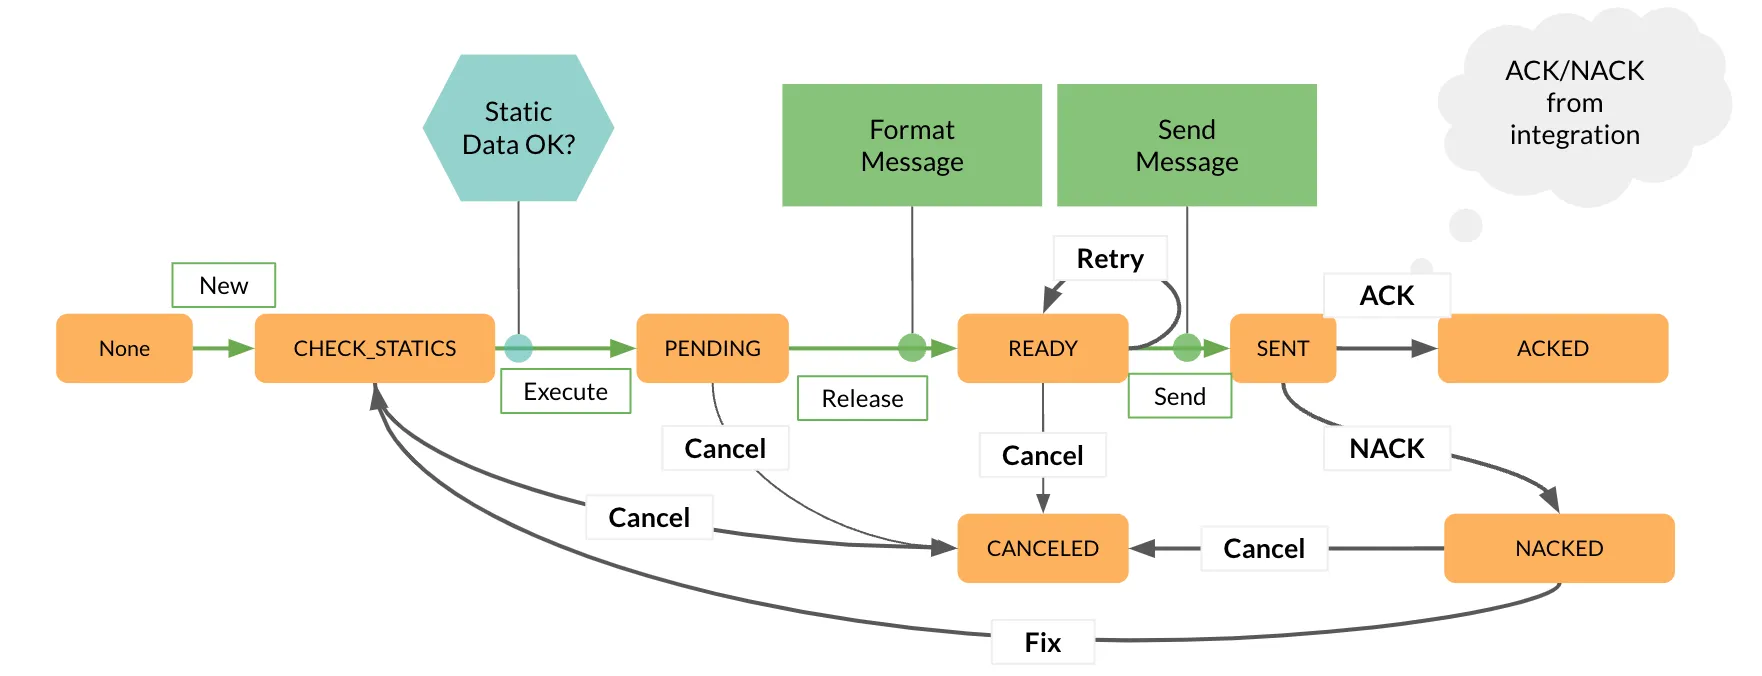 Static
Data OK?
Format
Message
Send
Message
ACK/NACK
from
integration
New
Retry
ACK
None
CHECK_STATICS
PENDING
READY
SENT
ACKED
Execute
Release
Send
Cancel
Cancel
NACK
Cancel
CANCELED
Cancel
NACKED
Fix